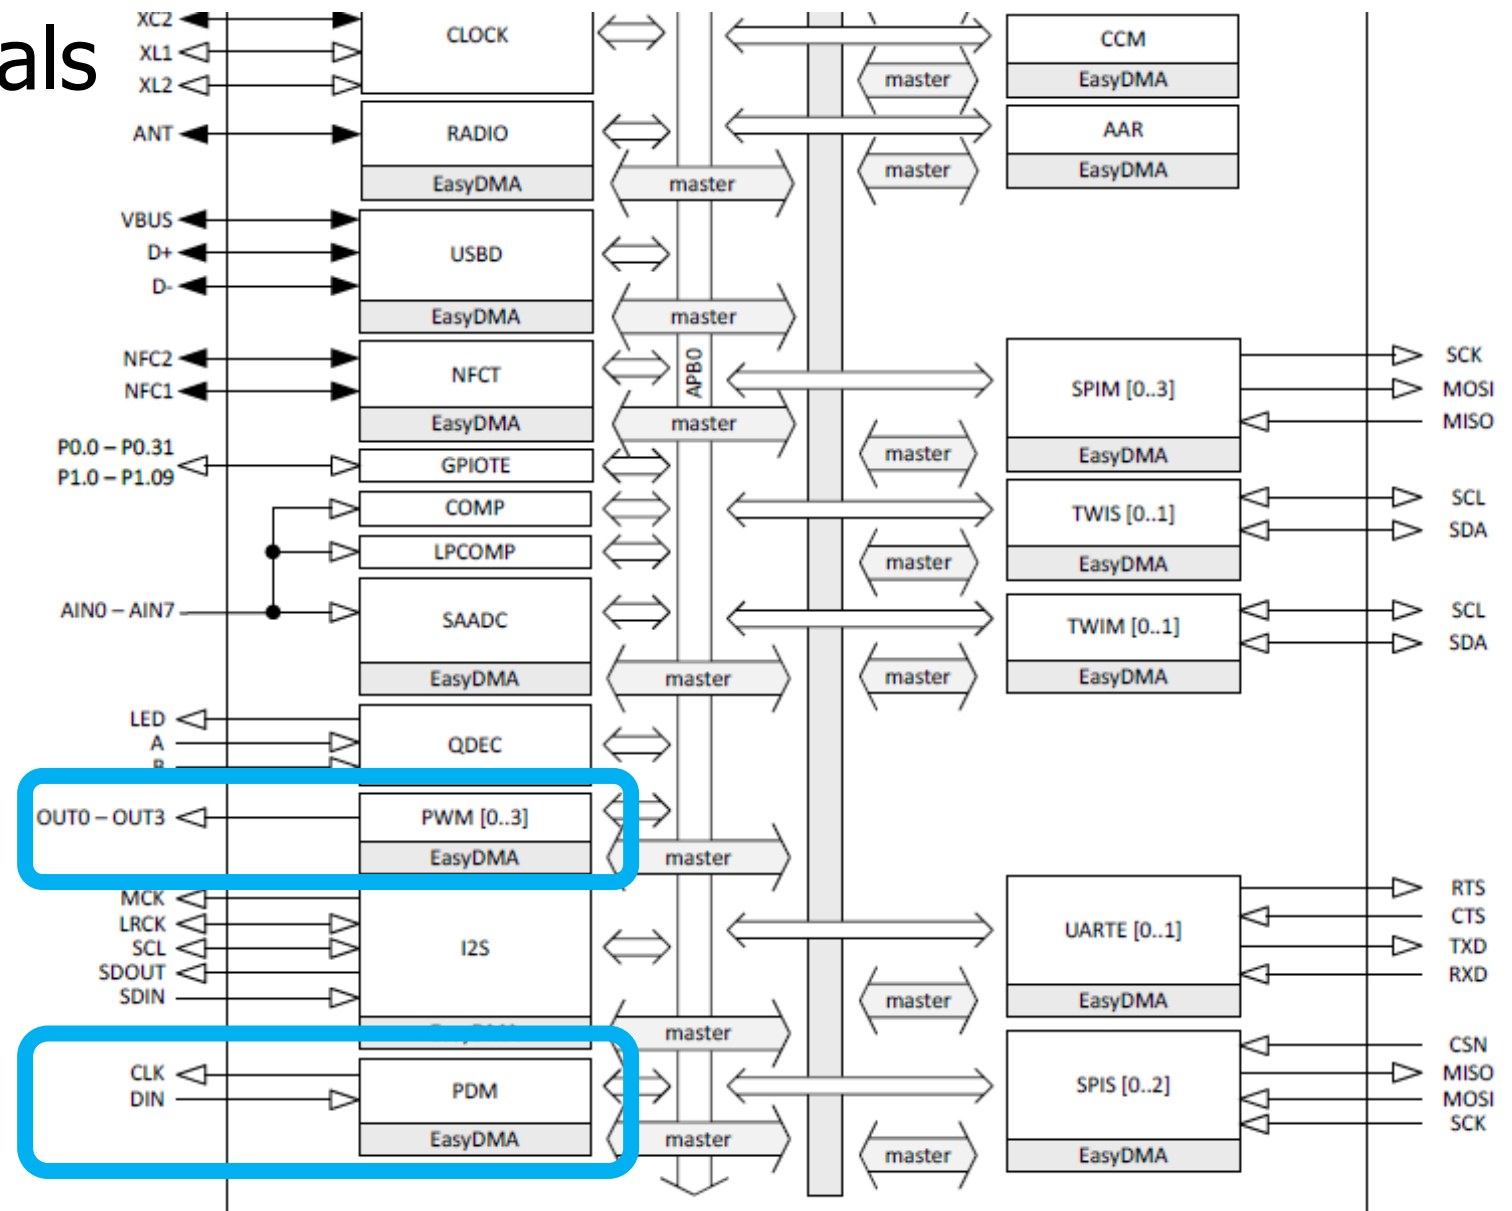 als
XC2
XL1
XL2
CLOCK
ANT
RADIO
EasyDMA
master
VBUS
D+
D-
USBD
EasyDMA
master
NFC2
NFC1
NFCT
EasyDMA
master
APB0
P0.0 – P0.31
P1.0 – P1.09
GPIOTE
COMP
LPCOMP
AIN0 – AIN7
SAADC
EasyDMA
master
LED
A
B
QDEC
OUT0 – OUT3
PWM [0..3]
EasyDMA
master
MCK
LRCK
SCL
SDOUT
SDIN
I2S
EasyDMA
master
CLK
DIN
PDM
EasyDMA
master
CCM
EasyDMA
master
AAR
EasyDMA
master
SPIM [0..3]
EasyDMA
master
SCK
MOSI
MISO
TWIS [0..1]
EasyDMA
master
SCL
SDA
TWIM [0..1]
EasyDMA
master
SCL
SDA
UARTE [0..1]
EasyDMA
master
RTS
CTS
TXD
RXD
SPIS [0..2]
EasyDMA
master
CSN
MISO
MOSI
SCK